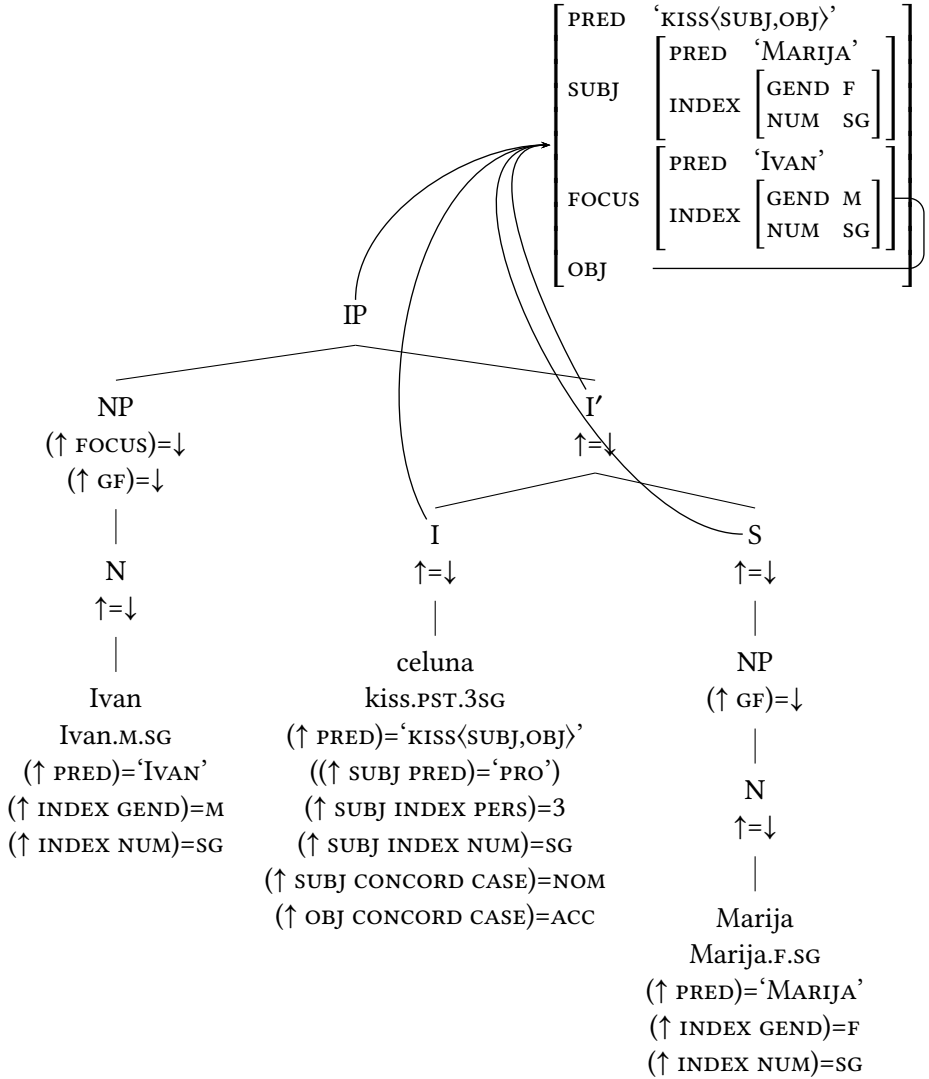 PRED ‘KISS⟨SUBJ,OBJ⟩’
SUBJ
PRED ‘MARIJA’
INDEX
GEND F
NUM SG
FOCUS
PRED ‘IVAN’
INDEX
GEND M
NUM SG
OBJ
IP
NP
(↑ FOCUS)=↓
(↑ GF)=↓
I′
↑=↓
N
↑=↓
Ivan
Ivan.M.SG
(↑ PRED)=‘IVAN’
(↑ INDEX GEND)=M
(↑ INDEX NUM)=SG
I
↑=↓
celuna
kiss.PST.3SG
(↑ PRED)=‘KISS⟨SUBJ,OBJ⟩’
((↑ SUBJ PRED)=‘PRO’)
(↑ SUBJ INDEX PERS)=3
(↑ SUBJ INDEX NUM)=SG
(↑ SUBJ CONCORD CASE)=NOM
(↑ OBJ CONCORD CASE)=ACC
S
↑=↓
NP
(↑ GF)=↓
N
↑=↓
Marija
Marija.F.SG
(↑ PRED)=‘MARIJA’
(↑ INDEX GEND)=F
(↑ INDEX NUM)=SG